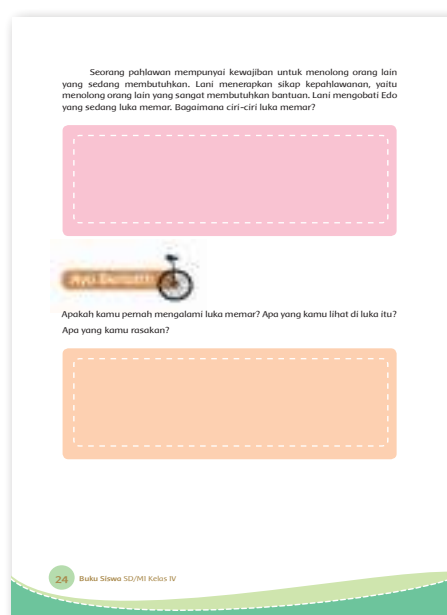 Seorang pahlawan mempunyai kewajiban untuk menolong orang lain
yang sedang membutuhkan. Lani menerapkan sikap kepahlawanan, yaitu
menolong orang lain yang sangat membutuhkan bantuan. Lani mengobati Edo
yang sedang luka memar. Bagaimana ciri-ciri luka memar?
Ayo Berlatih
Apakah kamu pernah mengalami luka memar? Apa yang kamu lihat di luka itu?
Apa yang kamu rasakan?
24 Buku Siswa SD/MI Kelas IV